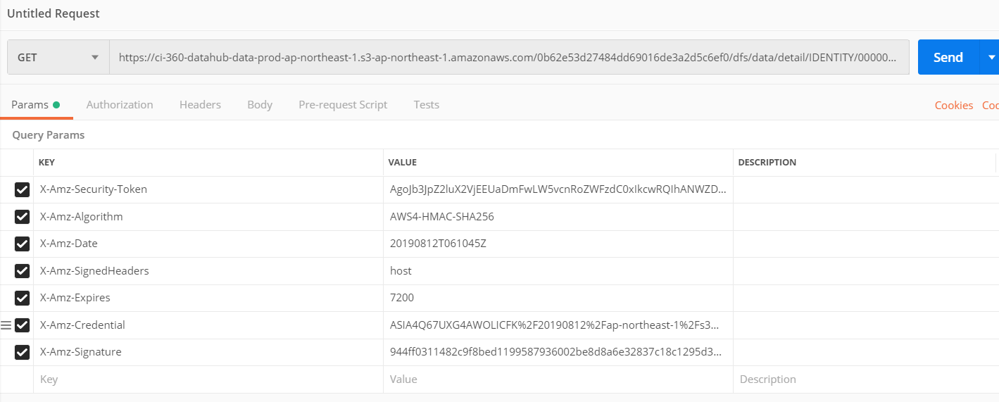 Untitled Request
GET https://ci-360-datahub-data-prod-ap-northeast-1.s3-ap-northeast-1.amazonaws.com/0b62e53d27484dd69016de3a2d5c6ef0/dfs/data/detail/IDENTITY/00000... Send
Params Authorization Headers Body Pre-request Script Tests Cookies Coc
Query Params
KEY VALUE DESCRIPTION
X-Amz-Security-Token AgoJb3JpZ2luX2VjEEUaDmFwLW5vcnRoZWFzdC0xIkcwRQIhANWZD...
X-Amz-Algorithm AWS4-HMAC-SHA256
X-Amz-Date 20190812T061045Z
X-Amz-SignedHeaders host
X-Amz-Expires 7200
X-Amz-Credential ASIA4Q67UXG4AWOLICFK%2F20190812%2Fap-northeast-1%2Fs3...
X-Amz-Signature 944ff0311482c9f8bed1199587936002be8d8a6e32837c18c1295d3...
Key Value Description